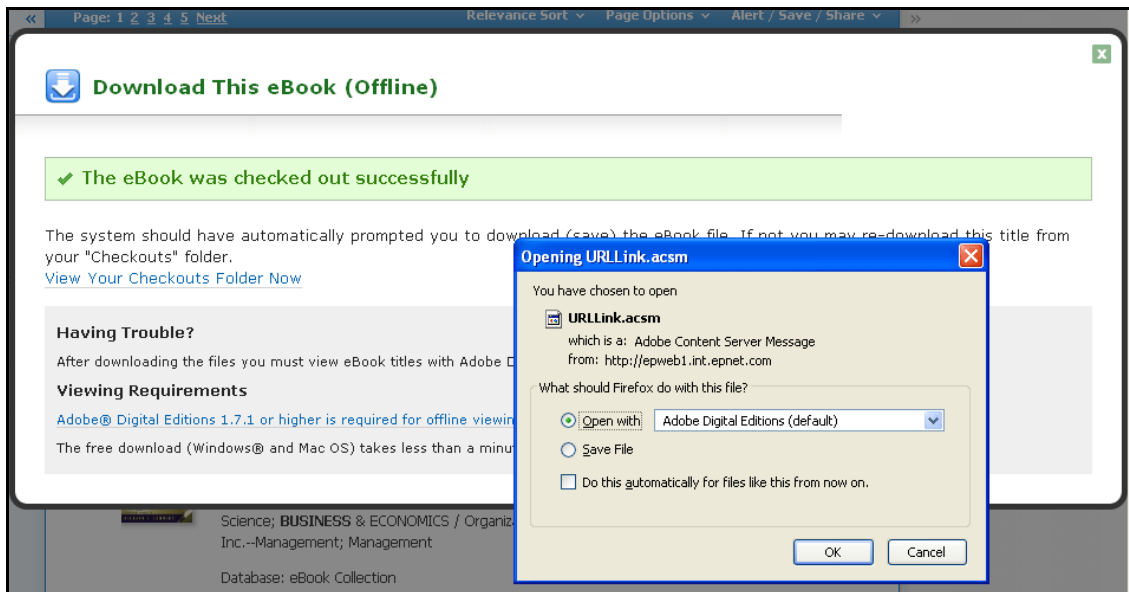 « Page: 1 2 3 4 5 Next Relevance Sort Page Options Alert / Save / Share »
x
Download This eBook (Offline)
The eBook was checked out successfully
The system should have automatically prompted you to download (save) the eBook file. If not you may re-download this title from
your "Checkouts" folder.
View Your Checkouts Folder Now
Having Trouble?
After downloading the files you must view eBook titles with Adobe D
Viewing Requirements
Adobe® Digital Editions 1.7.1 or higher is required for offline viewin
The free download (Windows® and Mac OS) takes less than a minu
Opening URLLink.acsm
You have chosen to open
URLLink.acsm
which is a: Adobe Content Server Message
from: http://epweb1.int.epnet.com
What should Firefox do with this file?
Open with Adobe Digital Editions (default)
Save File
Do this automatically for files like this from now on.
OK Cancel
Science; BUSINESS & ECONOMICS / Organiz
Inc.--Management; Management
Database: eBook Collection